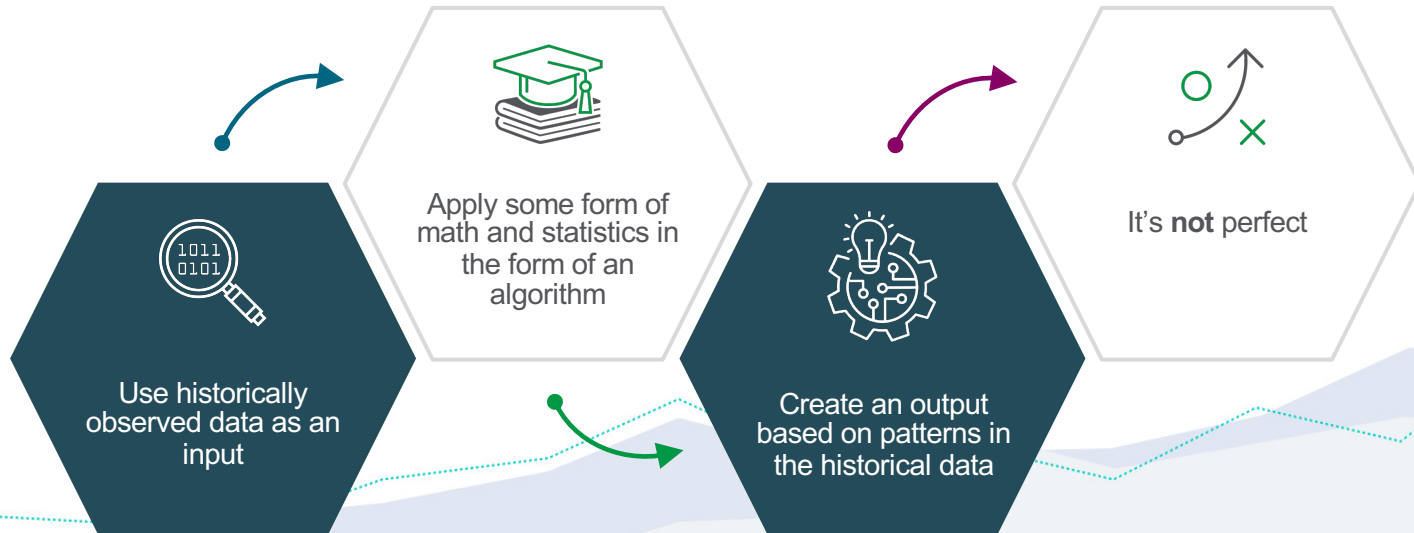 1011
0101
Use historically
observed data as an
input
Apply some form of
math and statistics in
the form of an
algorithm
Create an output
based on patterns in
the historical data
It's not perfect